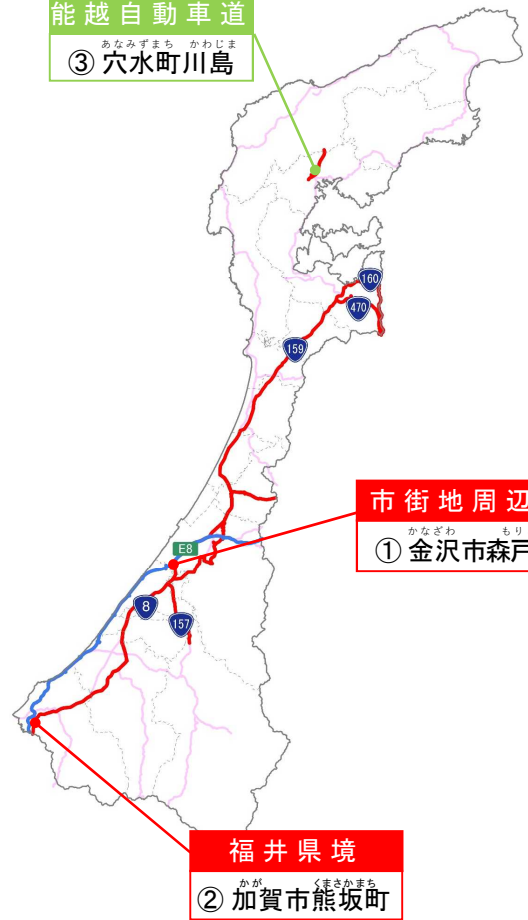 能越自動車道
あなみずまち かわじま
③ 穴水町川島
160
470
159
市街地周辺
かなざわ もり
① 金沢市森戸
E8
8
157
福井県境
かが くまさかまち
② 加賀市熊坂町